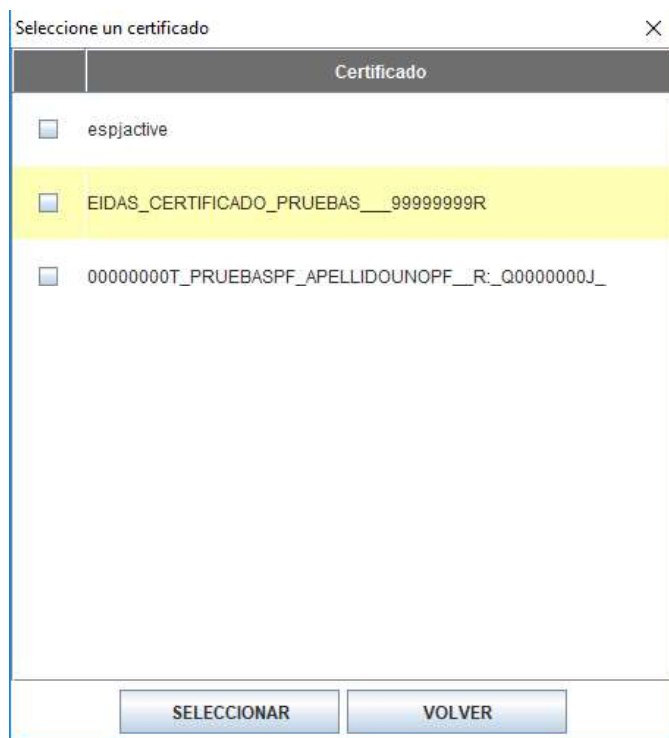 Seleccione un certificado
Certificado
espjactive
EIDAS_CERTIFICADO_PRUEBAS___99999999R
00000000T_PRUEBASPF_APELLIDOUNOPF__R:_Q0000000J_
SELECCIONAR
VOLVER